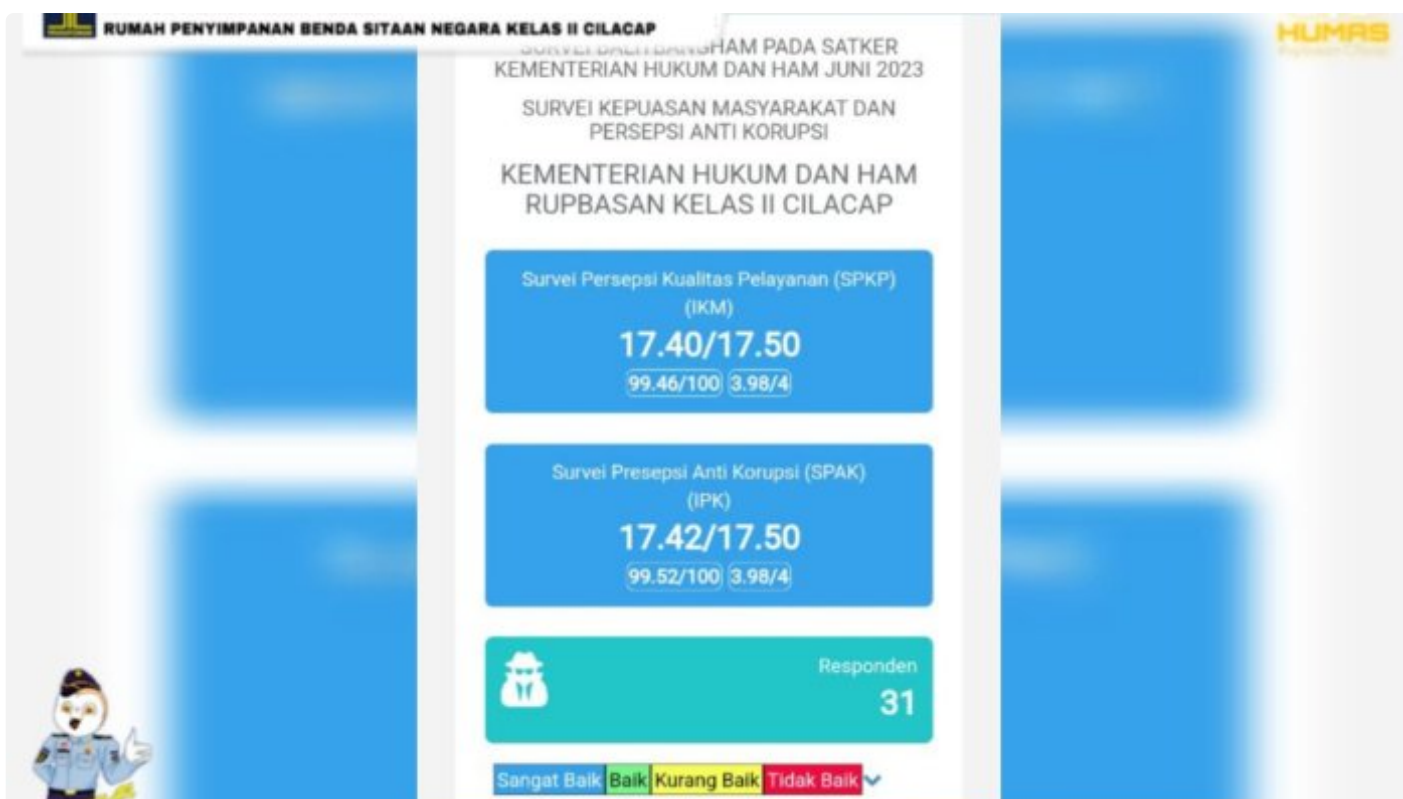 RUMAH PENYIMPANAN BENDA SITAAN NEGARA KELAS II CILACAP
HUMAS
SURVEI BALITBANGHAM PADA SATKER
KEMENTERIAN HUKUM DAN HAM JUNI 2023
SURVEI KEPUASAN MASYARAKAT DAN
PERSEPSI ANTI KORUPSI
KEMENTERIAN HUKUM DAN HAM
RUPBASAN KELAS II CILACAP
Survei Persepsi Kualitas Pelayanan (SPKP)
(IKM)
17.40/17.50
99.46/100 3.98/4
Survei Presepsi Anti Korupsi (SPAK)
(IPK)
17.42/17.50
99.52/100 3.98/4
Responden
31
Sangat Baik Baik Kurang Baik Tidak Baik